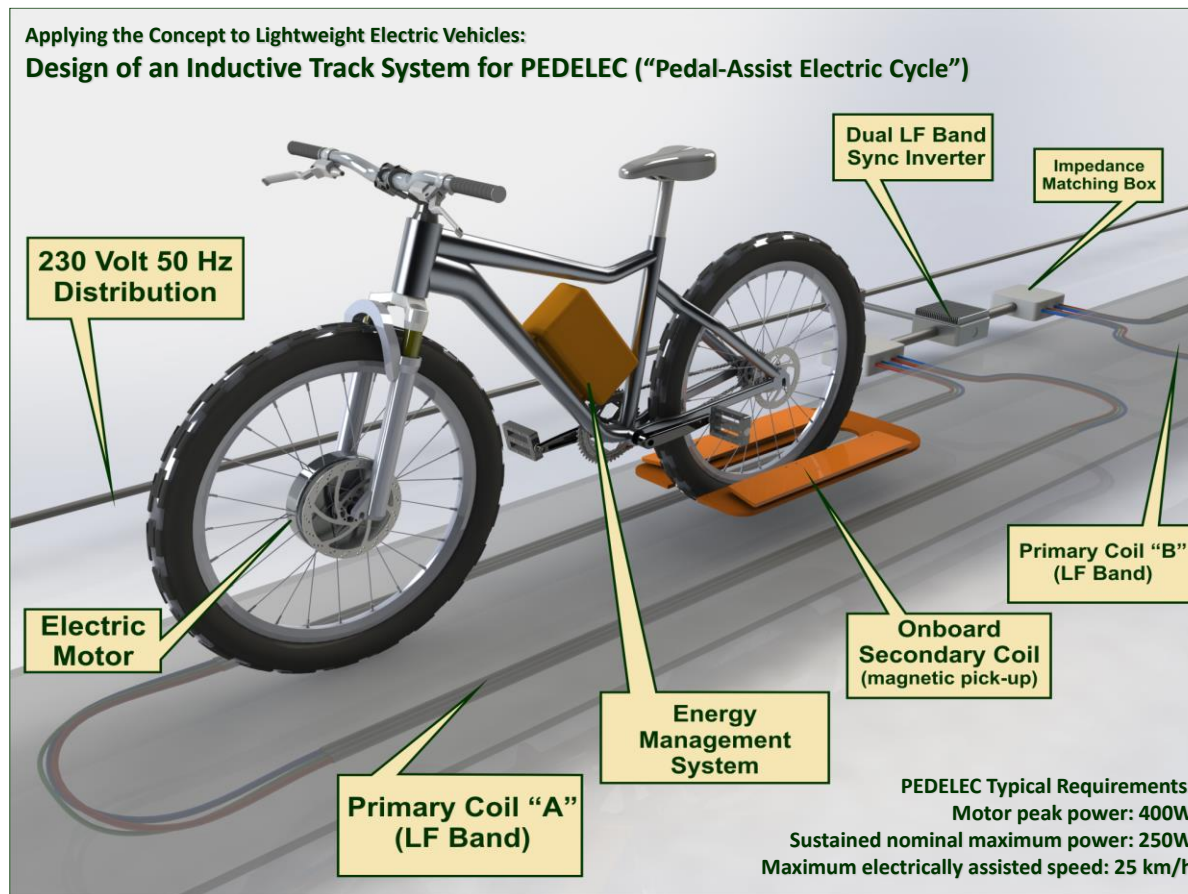 Applying the Concept to Lightweight Electric Vehicles:
Design of an Inductive Track System for PEDELEC ("Pedal-Assist Electric Cycle")
Dual LF Band
Sync Inverter
Impedance
Matching Box
230 Volt 50 Hz
Distribution
Primary Coil "B"
(LF Band)
Electric
Motor
Onboard
Secondary Coil
(magnetic pick-up)
Energy
Management
System
Primary Coil "A"
(LF Band)
PEDELEC Typical Requirements
Motor peak power: 400W
Sustained nominal maximum power: 250W
Maximum electrically assisted speed: 25 km/h